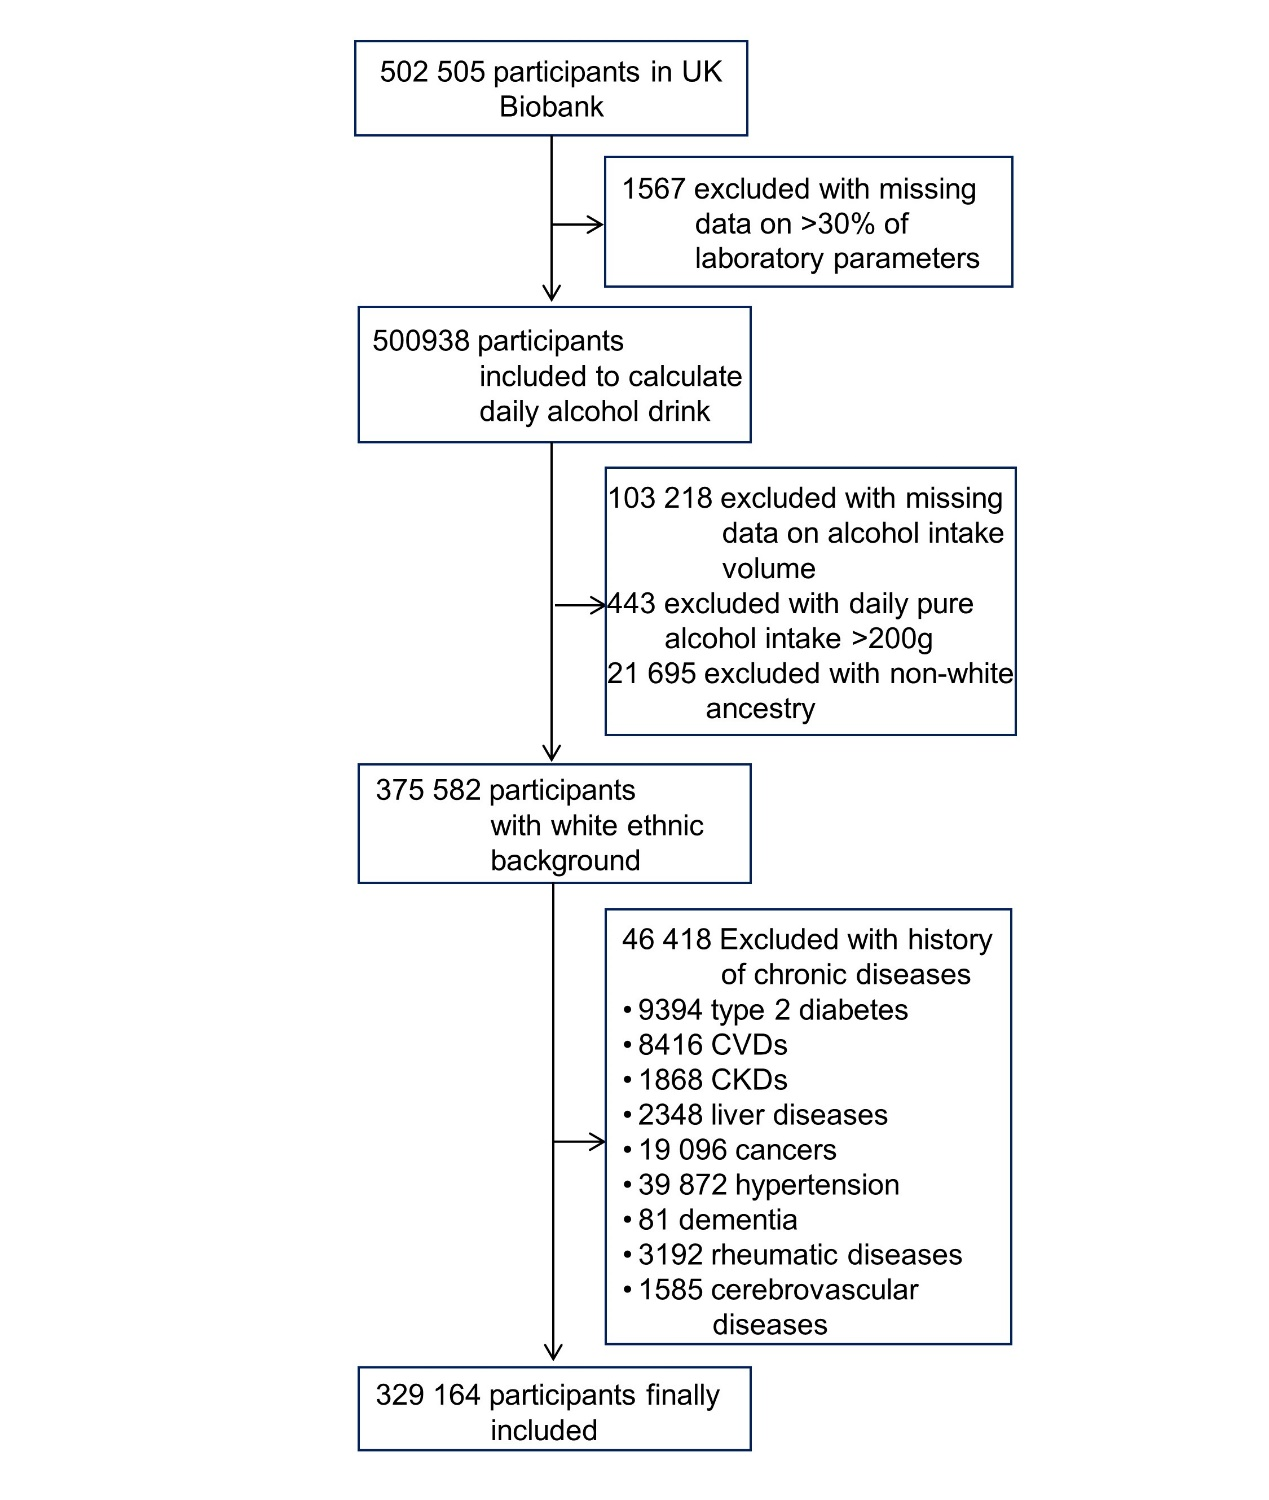 502 505 participants in UK
Biobank
1567 excluded with missing
data on >30% of
laboratory parameters
500938 participants
included to calculate
daily alcohol drink
103 218 excluded with missing
data on alcohol intake
volume
443 excluded with daily pure
alcohol intake >200g
21 695 excluded with non-white
ancestry
375 582 participants
with white ethnic
background
46 418 Excluded with history
of chronic diseases
• 9394 type 2 diabetes
• 8416 CVDs
• 1868 CKDs
• 2348 liver diseases
• 19 096 cancers
• 39 872 hypertension
• 81 dementia
• 3192 rheumatic diseases
• 1585 cerebrovascular
diseases
329 164 participants finally
included